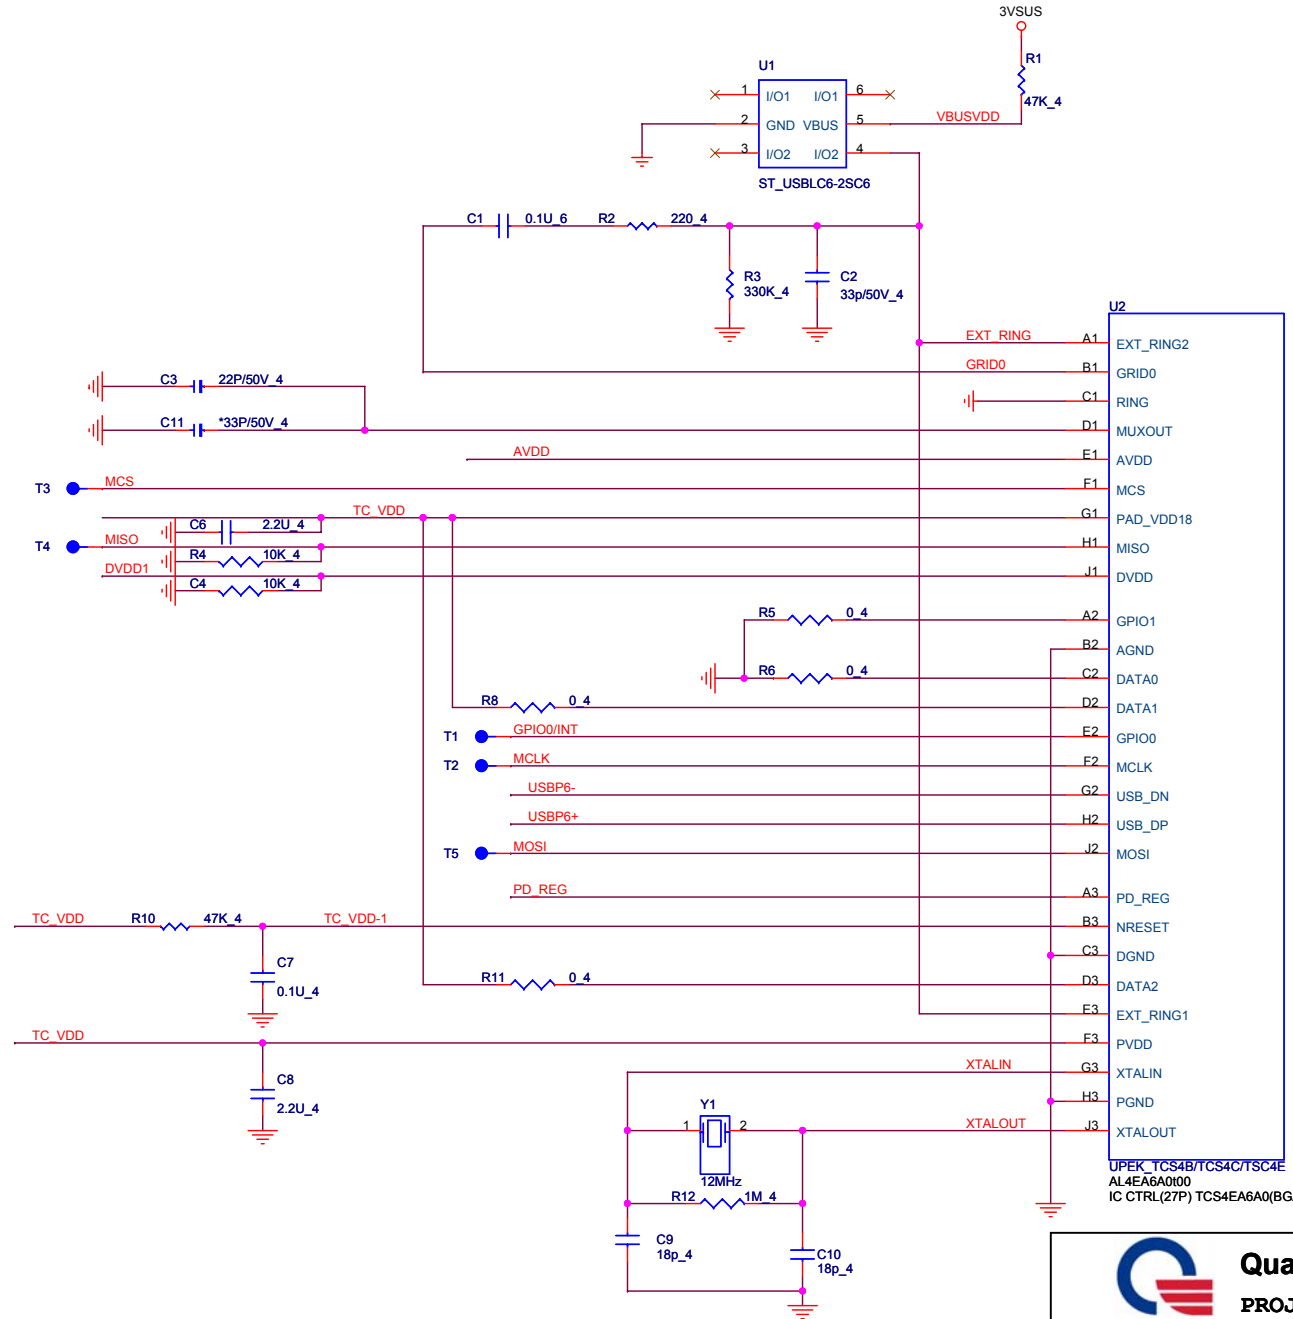 3VSUS
R1
47K_4
U1
1 I/O1 I/O1 6
2 GND VBUS 5 VBUSVDD
3 I/O2 I/O2 4
ST_USBLC6-2SC6
C1 0.1U_6 R2 220_4
R3
330K_4
C2
33p/50V_4
U2
EXT_RING A1 EXT_RING2
GRID0 B1 GRID0
C3 22P/50V_4
C1 RING
C11 *33P/50V_4
D1 MUXOUT
AVDD E1 AVDD
T3 MCS F1 MCS
TC_VDD G1 PAD_VDD18
C6 2.2U_4
T4 MISO H1 MISO
R4 10K_4
DVDD1 J1 DVDD
C4 10K_4
R5 0_4 A2 GPIO1
B2 AGND
R6 0_4 C2 DATA0
R8 0_4 D2 DATA1
T1 GPIO0/INT E2 GPIO0
T2 MCLK F2 MCLK
USBP6- G2 USB_DN
USBP6+ H2 USB_DP
T5 MOSI J2 MOSI
PD_REG A3 PD_REG
TC_VDD R10 47K_4 TC_VDD-1 B3 NRESET
C7
0.1U_4
C3 DGND
R11 0_4 D3 DATA2
E3 EXT_RING1
TC_VDD F3 PVDD
C8
2.2U_4
XTALIN G3 XTALIN
H3 PGND
Y1
1 2 XTALOUT J3 XTALOUT
12MHz
R12 1M_4
UPEK_TCS4B/TCS4C/TSC4E
AL4EA6A0t00
IC CTRL(27P) TCS4EA6A0(BG
C9
18p_4
C10
18p_4
Qua
PROJ